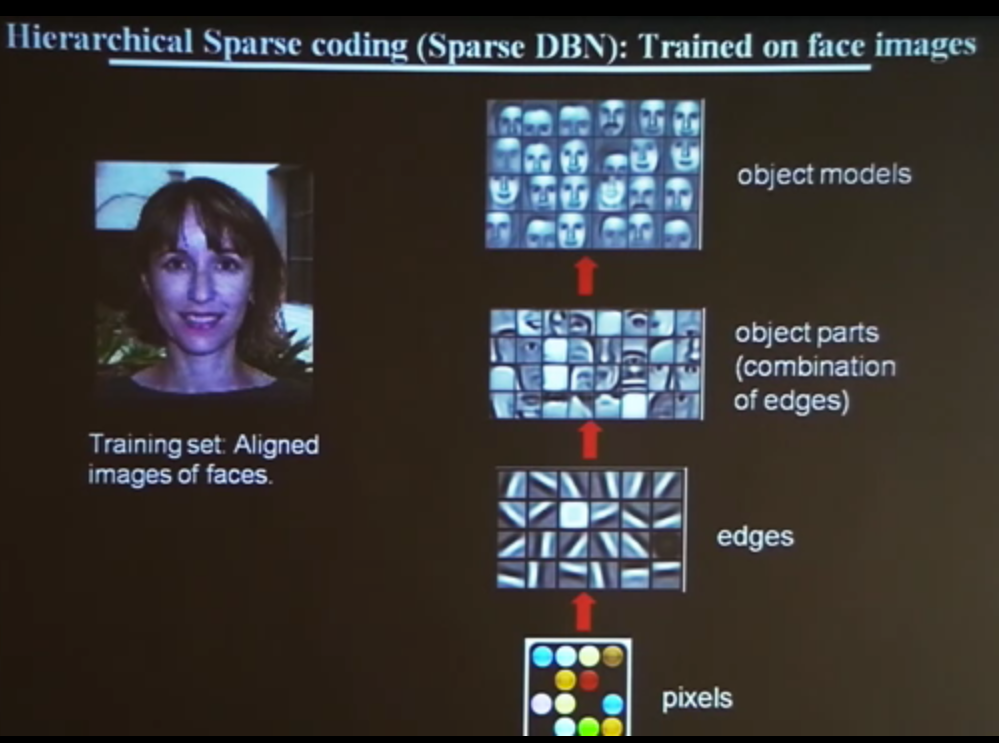 Hierarchical Sparse coding (Sparse DBN): Trained on face images
object models
object parts
(combination
of edges)
Training set: Aligned
images of faces.
edges
pixels